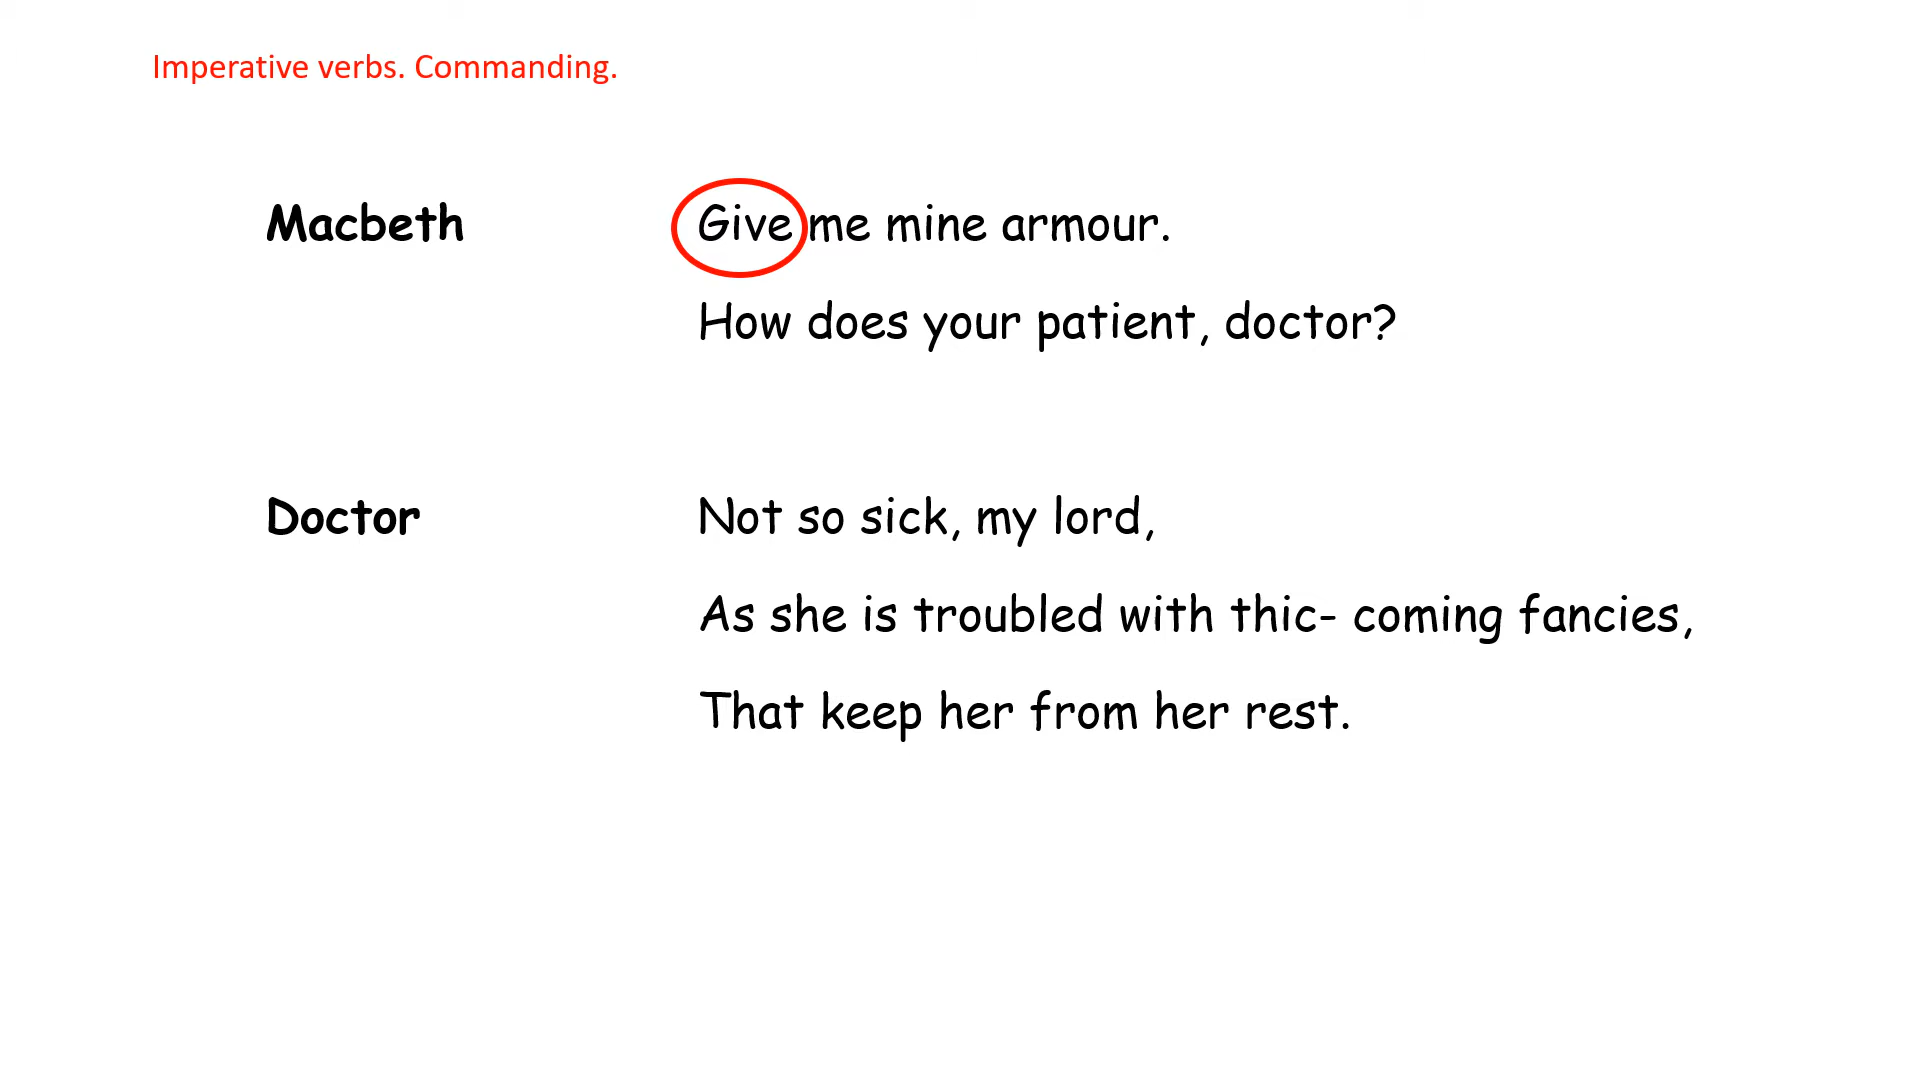 Imperative verbs. Commanding.
Macbeth Give me mine armour.
How does your patient, doctor?
Doctor Not so sick, my lord,
As she is troubled with thic- coming fancies,
That keep her from her rest.